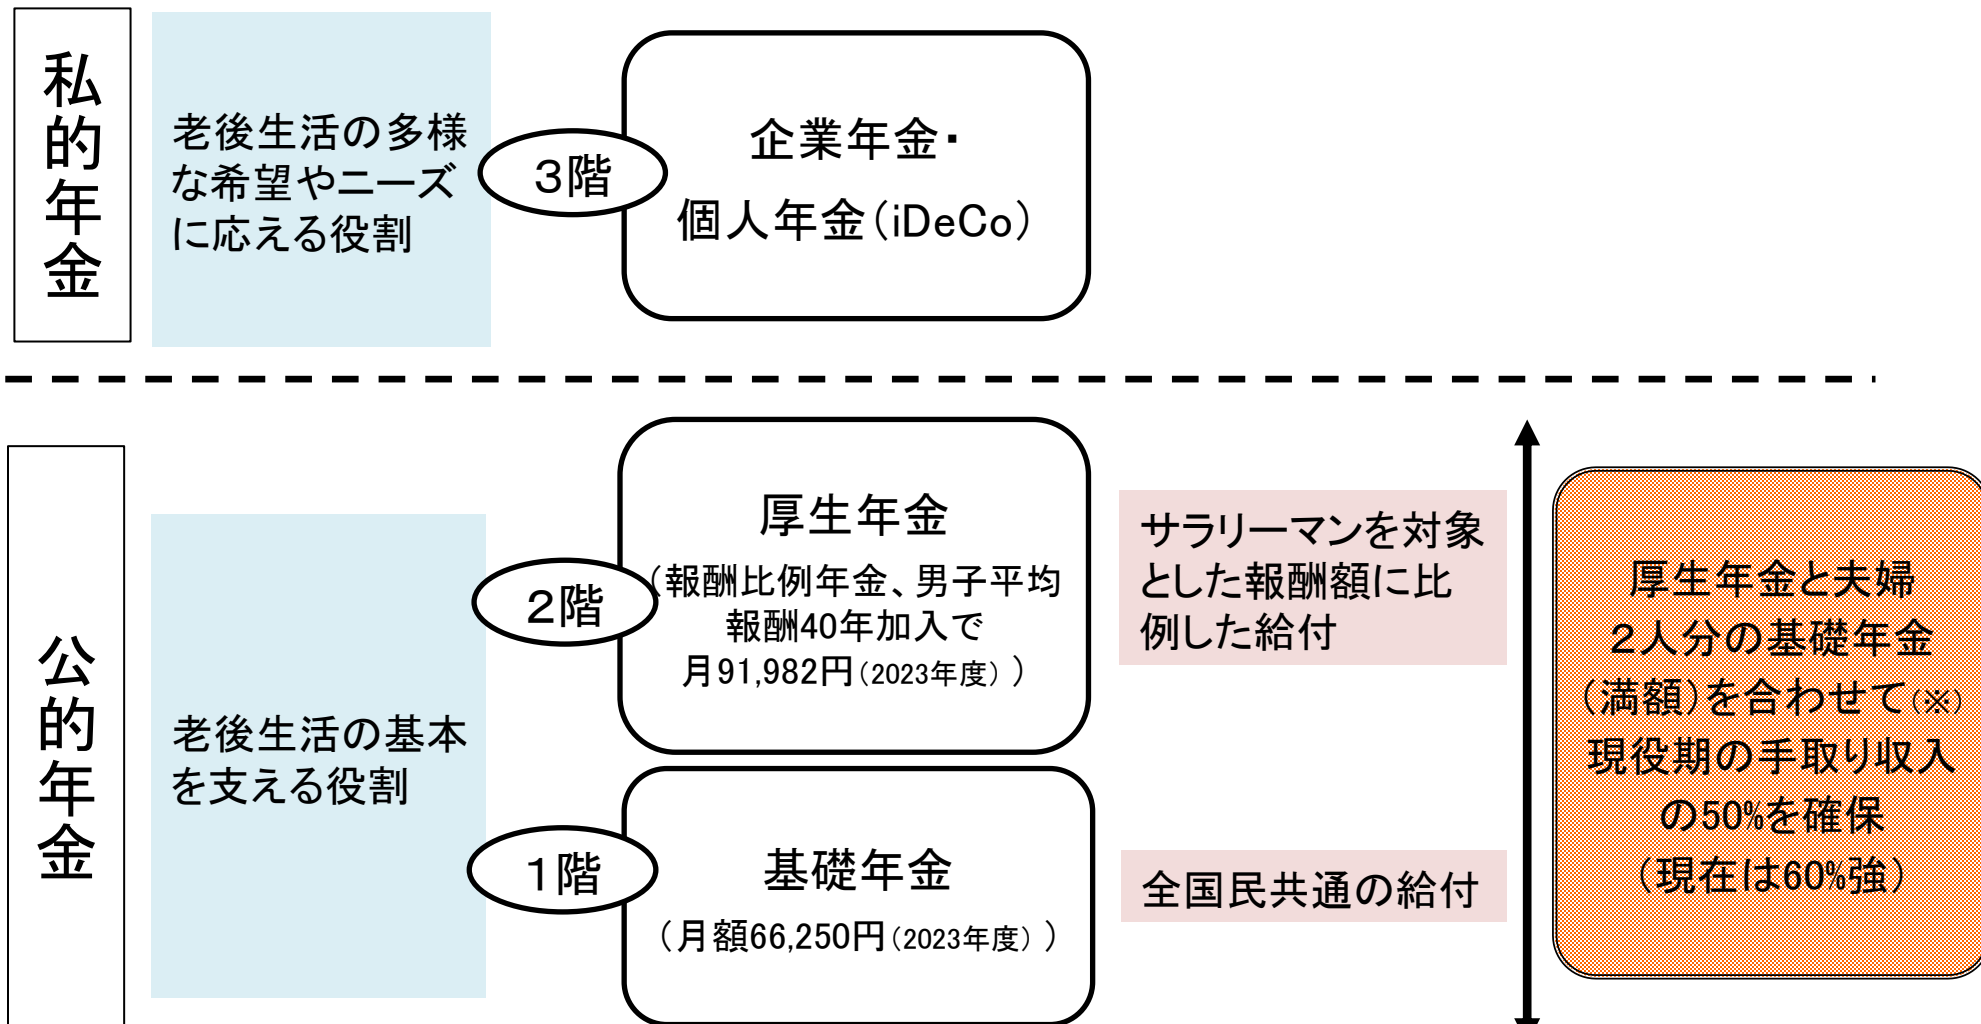 私的年金
老後生活の多様
な希望やニーズ
に応える役割
３階
企業年金・
個人年金（iDeCo）
公的年金
老後生活の基本
を支える役割
２階
厚生年金
（報酬比例年金、男子平均
報酬40年加入で
月91,982円（2023年度））
サラリーマンを対象
とした報酬額に比
例した給付
１階
基礎年金
（月額66,250円（2023年度））
全国民共通の給付
厚生年金と夫婦
２人分の基礎年金
（満額）を合わせて（※）
現役期の手取り収入
の50%を確保
（現在は60%強）